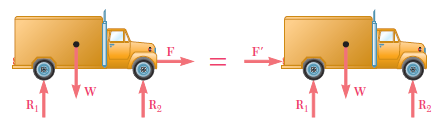 F = F′
W W
R₁ R₂ R₁ R₂